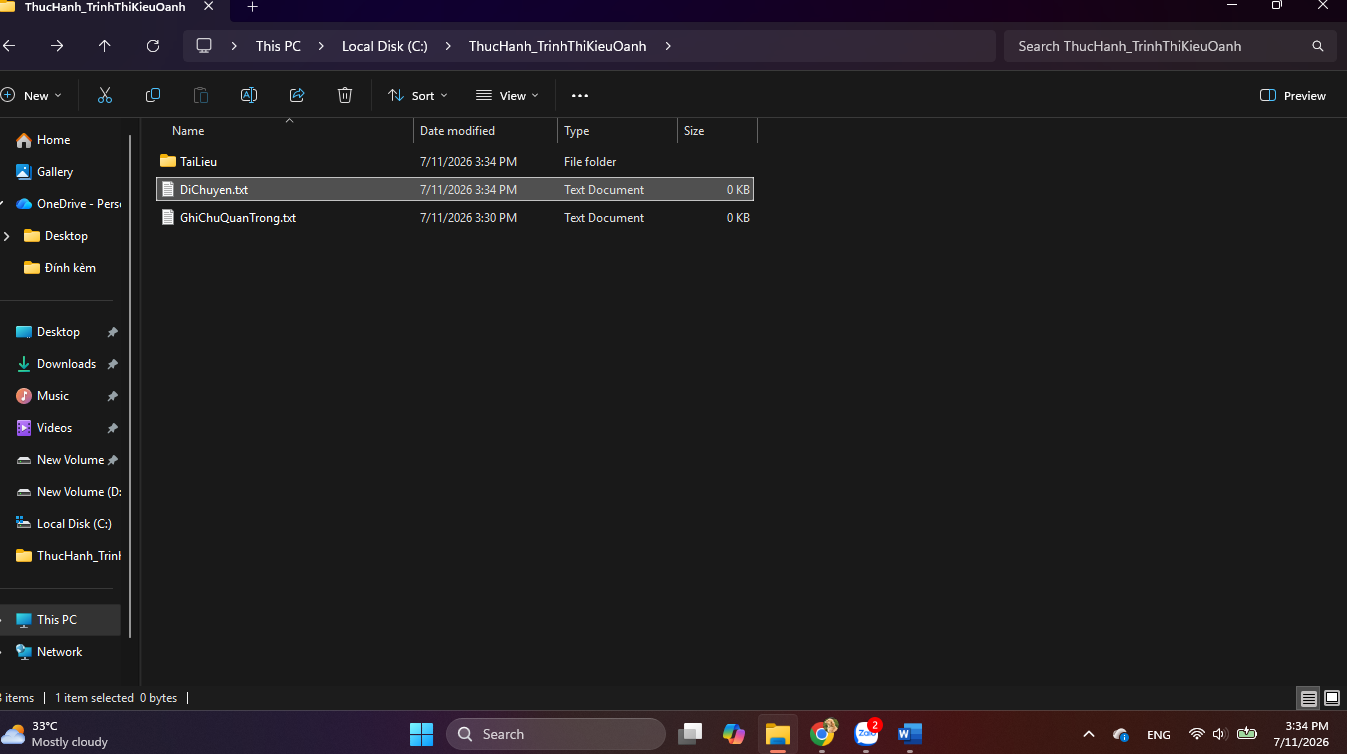 ThucHanh_TrinhThiKieuOanh
This PC Local Disk (C:) ThucHanh_TrinhThiKieuOanh
Search ThucHanh_TrinhThiKieuOanh
New Sort View Preview
Name Date modified Type Size
TaiLieu 7/11/2026 3:34 PM File folder
DiChuyen.txt 7/11/2026 3:34 PM Text Document 0 KB
GhiChuQuanTrong.txt 7/11/2026 3:30 PM Text Document 0 KB
Home
Gallery
OneDrive - Perso
Desktop
Đính kèm
Desktop
Downloads
Music
Videos
New Volume
New Volume (D:
Local Disk (C:)
ThucHanh_Trinh
This PC
Network
items 1 item selected 0 bytes
33°C
Mostly cloudy
Search
Zalo
2
W
ENG
3:34 PM
7/11/2026